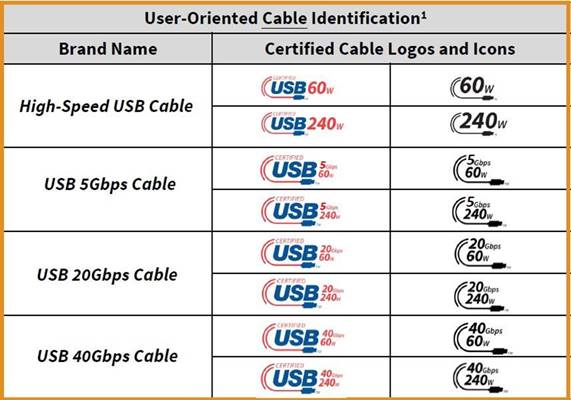 User-Oriented Cable Identification¹
Brand Name Certified Cable Logos and Icons
High-Speed USB Cable
CERTIFIED USB 60W 60W
CERTIFIED USB 240W 240W
USB 5Gbps Cable
CERTIFIED USB 5Gbps 60W 5Gbps 60W
CERTIFIED USB 5Gbps 240W 5Gbps 240W
USB 20Gbps Cable
CERTIFIED USB 20Gbps 60W 20Gbps 60W
CERTIFIED USB 20Gbps 240W 20Gbps 240W
USB 40Gbps Cable
CERTIFIED USB 40Gbps 60W 40Gbps 60W
CERTIFIED USB 40Gbps 240W 40Gbps 240W